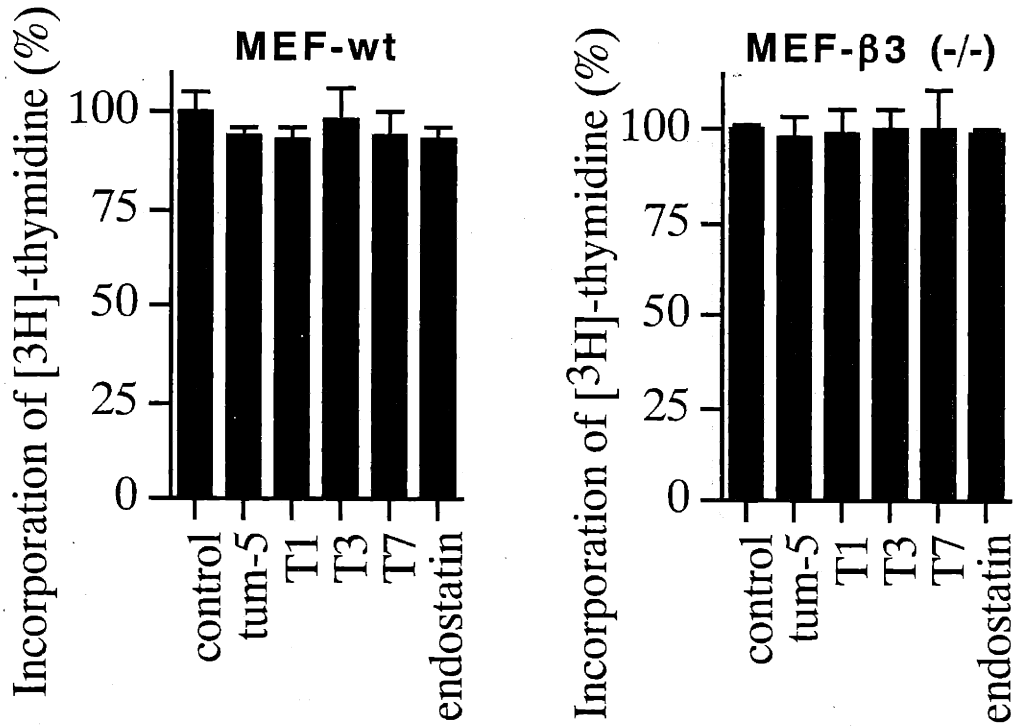 MEF-wt
Incorporation of [3H]-thymidine (%)
100
75
50
25
0
control
tum-5
T1
T3
T7
endostatin
MEF-β3 (-/-)
Incorporation of [³H]-thymidine (%)
100
75
50
25
0
control
tum-5
T1
T3
T7
endostatin